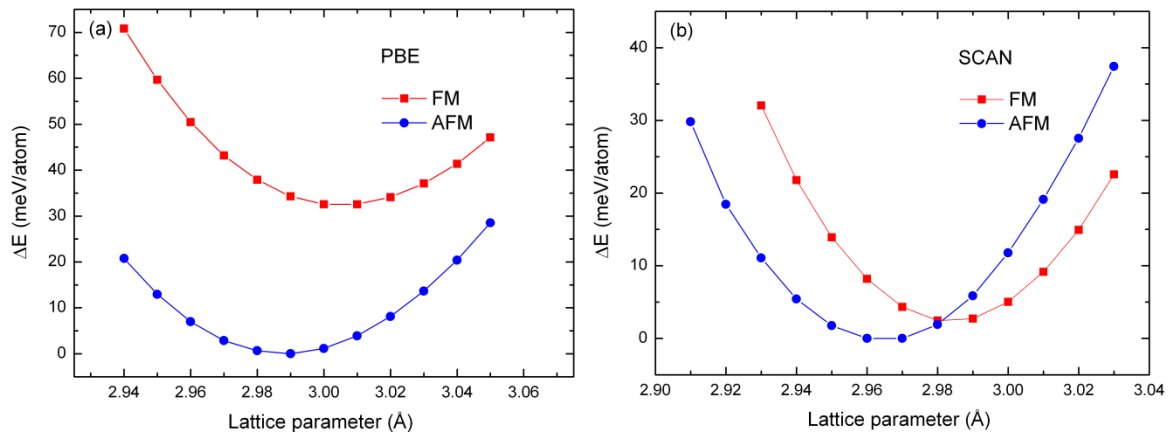 (a)
PBE
FM
AFM
70
60
50
40
30
20
10
0
ΔE (meV/atom)
2.94 2.96 2.98 3.00 3.02 3.04 3.06
Lattice parameter (Å)
(b)
SCAN
FM
AFM
40
30
20
10
0
ΔE (meV/atom)
2.90 2.92 2.94 2.96 2.98 3.00 3.02 3.04
Lattice parameter (Å)